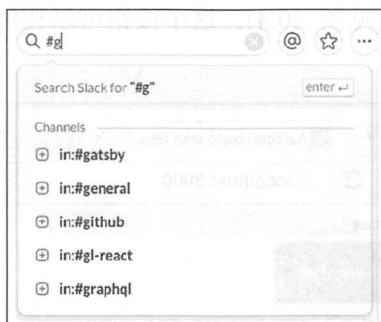 #g
Search Slack for "#g"
enter ↵
Channels
in:#gatsby
in:#general
in:#github
in:#gl-react
in:#graphql